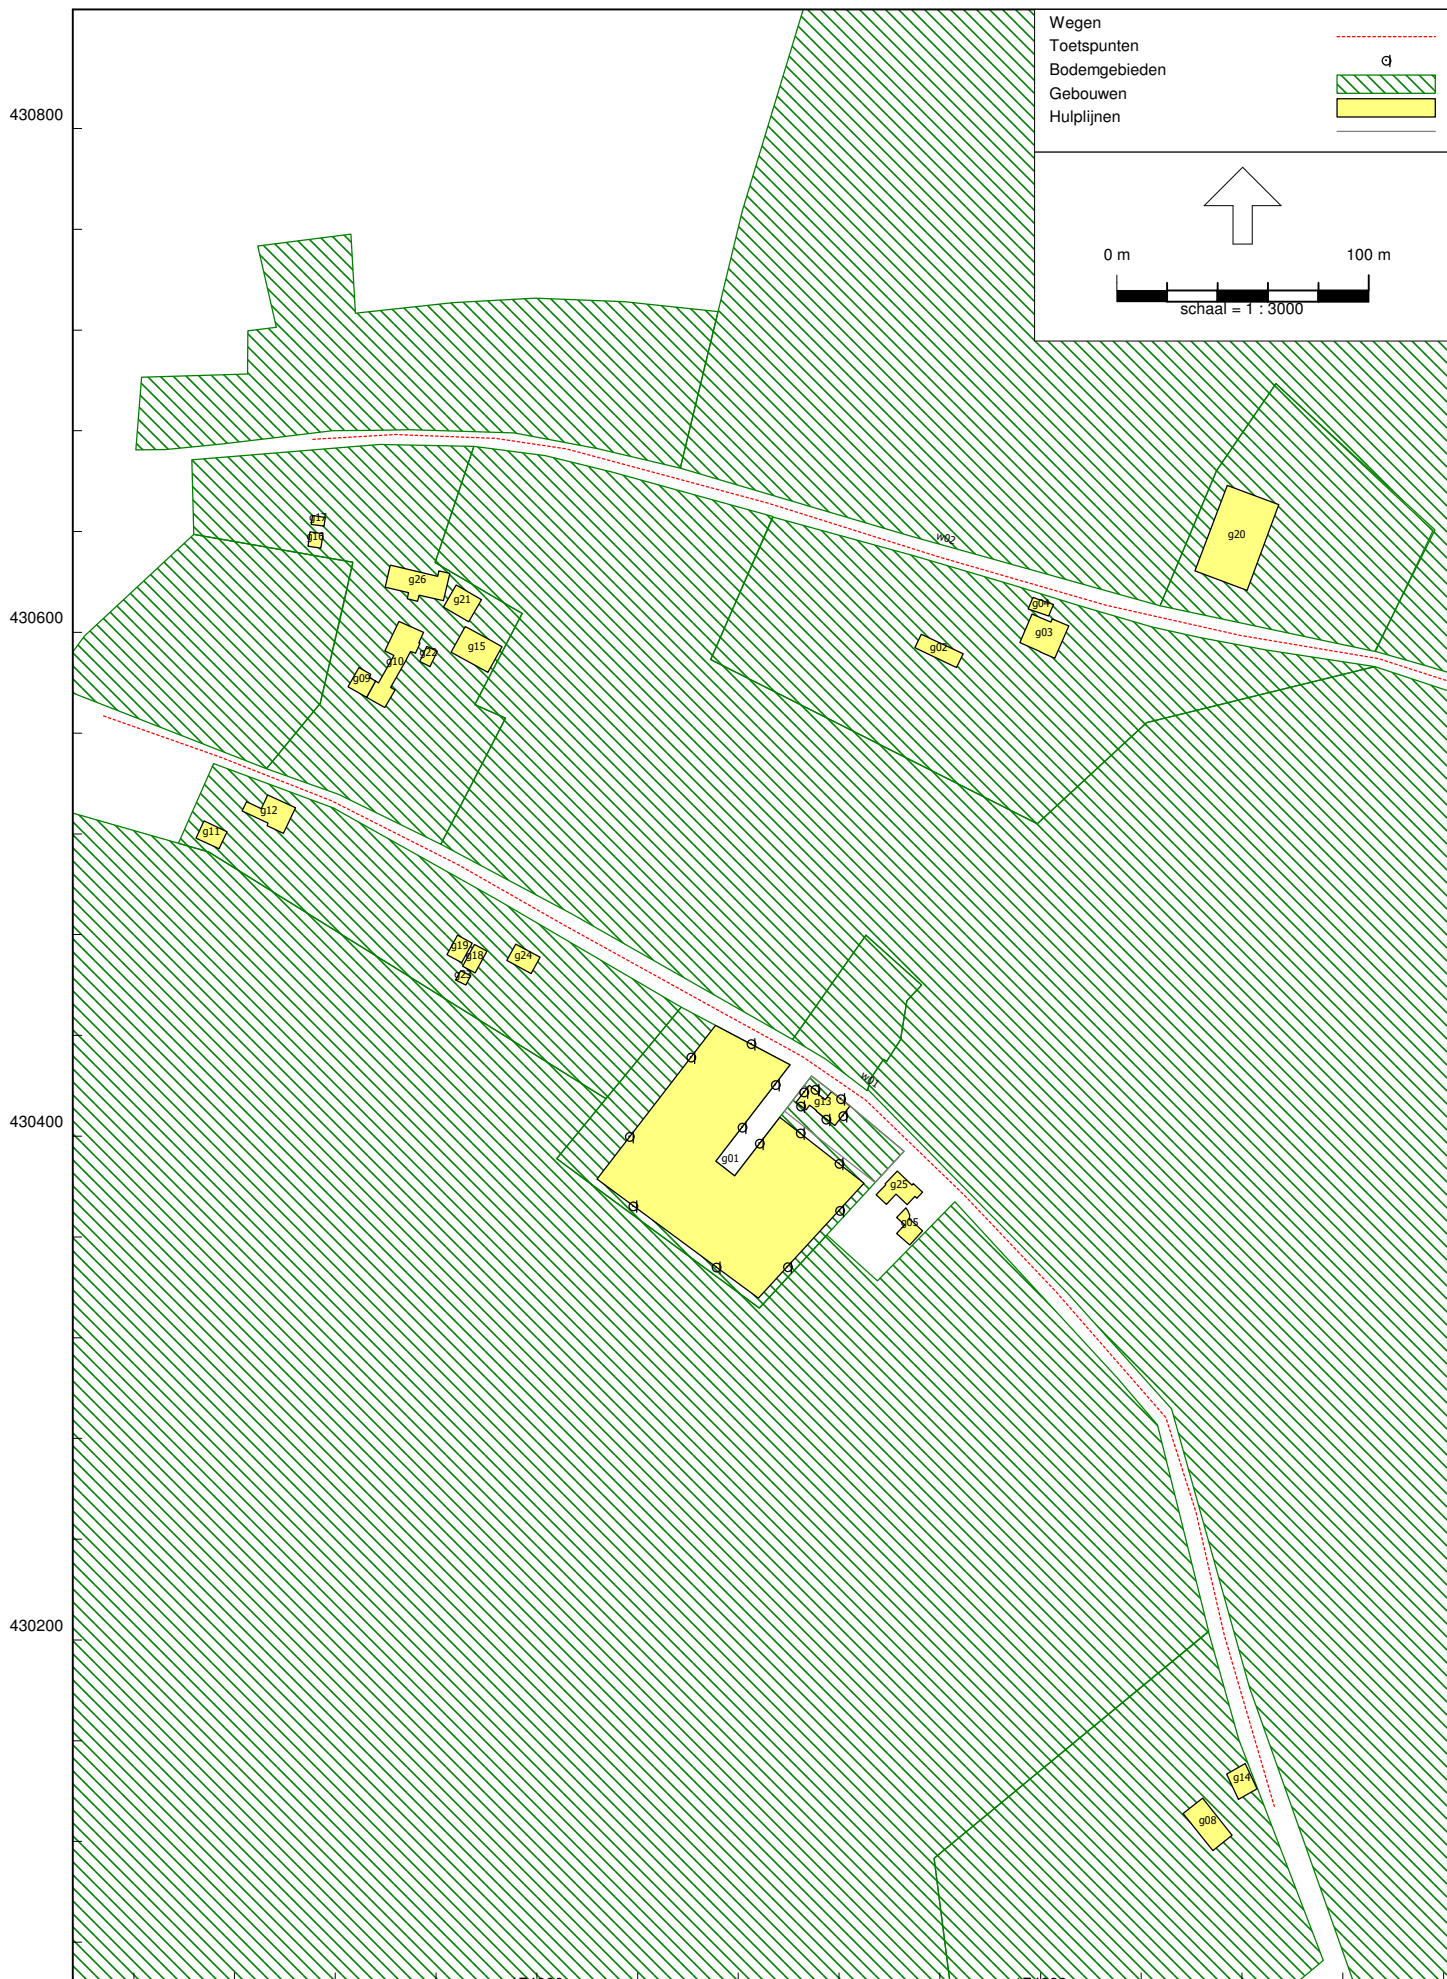 Wegen
Toetspunten
Bodemgebieden
Gebouwen
Hulplijnen
0 m 100 m
schaal = 1 : 3000
430800
g17
g16
w02
g20
g26
g21
g04
430600
g03
g15
g02
g22
g10
g09
g12
g11
g19
g18
g24
g23
w01
g13
430400
g01
g25
g05
430200
g14
g08